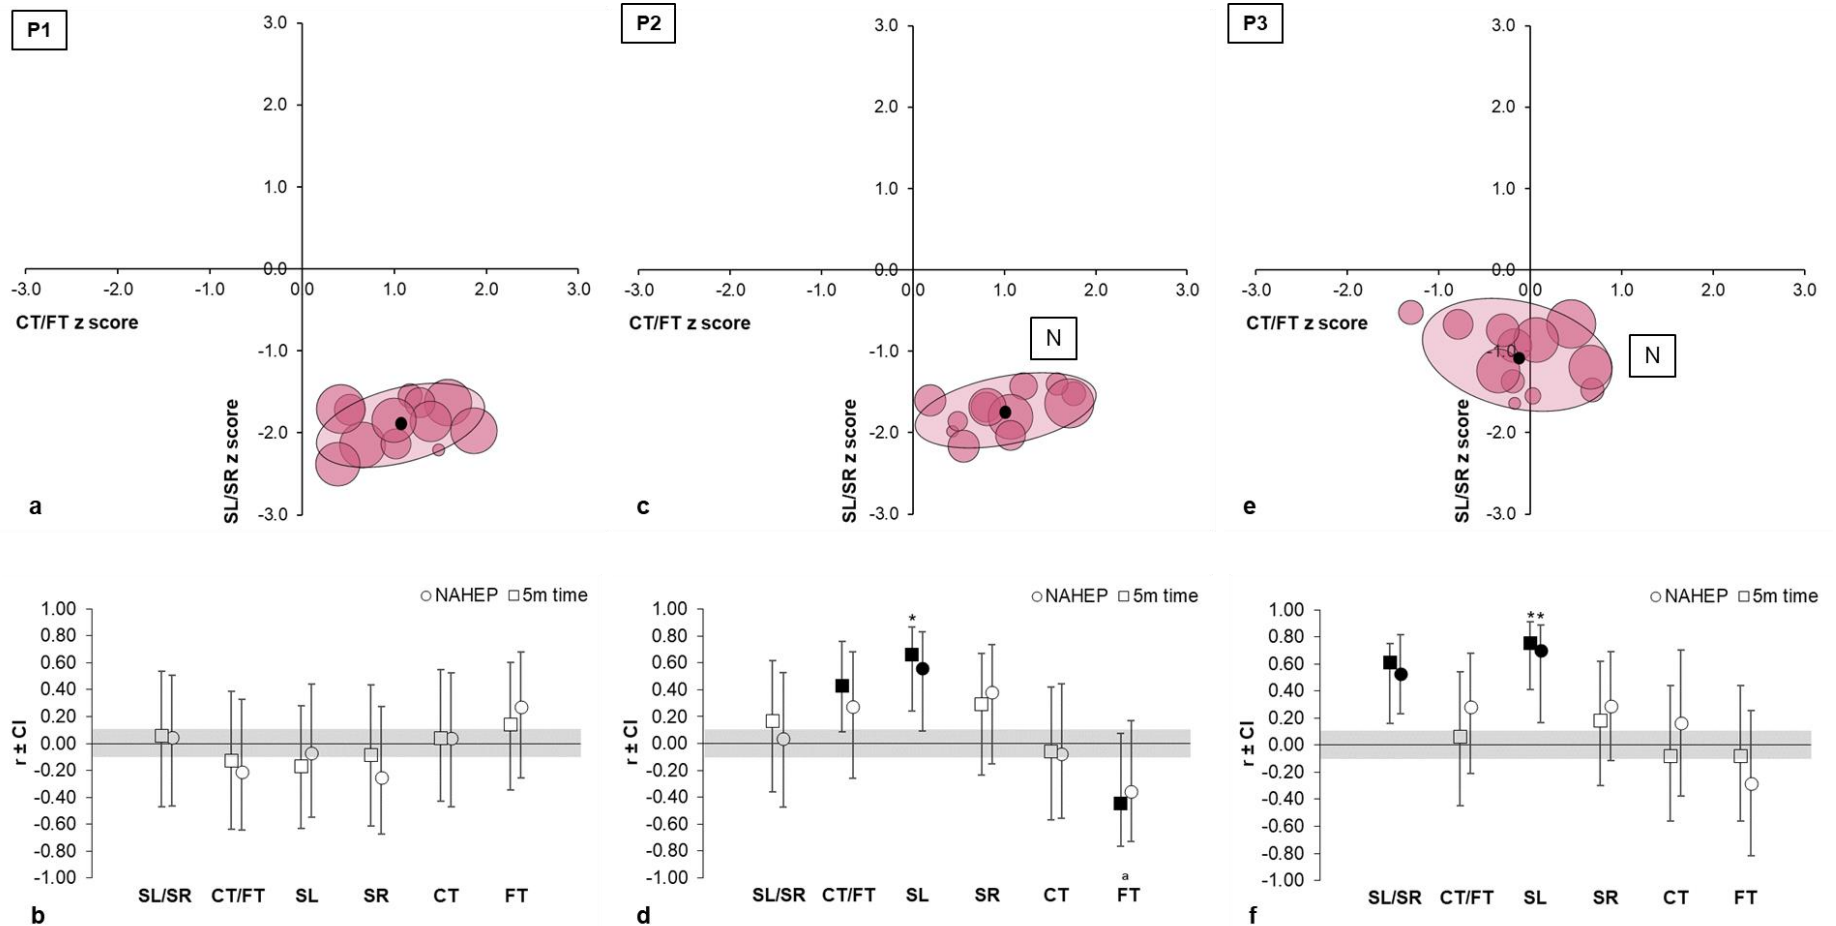 P1
3.0
2.0
1.0
0.0
-3.0 -2.0 -1.0 0.0 1.0 2.0 3.0
CT/FT z score
-1.0
-2.0
-3.0
SL/SR z score
a
P2
3.0
2.0
1.0
0.0
-3.0 -2.0 -1.0 0.0 1.0 2.0 3.0
CT/FT z score
N
-1.0
-2.0
-3.0
SL/SR z score
c
P3
3.0
2.0
1.0
0.0
-3.0 -2.0 -1.0 0.0 1.0 2.0 3.0
CT/FT z score
N
-1.0
-2.0
-3.0
SL/SR z score
e
NAHEP 5m time
1.00
0.80
0.60
0.40
0.20
0.00
-0.20
-0.40
-0.60
-0.80
-1.00
r ± CI
SL/SR CT/FT SL SR CT FT
b
NAHEP 5m time
1.00
0.80
0.60
0.40
0.20
0.00
-0.20
-0.40
-0.60
-0.80
-1.00
r ± CI
*
a
SL/SR CT/FT SL SR CT FT
d
NAHEP 5m time
1.00
0.80
0.60
0.40
0.20
0.00
-0.20
-0.40
-0.60
-0.80
-1.00
r ± CI
**
SL/SR CT/FT SL SR CT FT
f